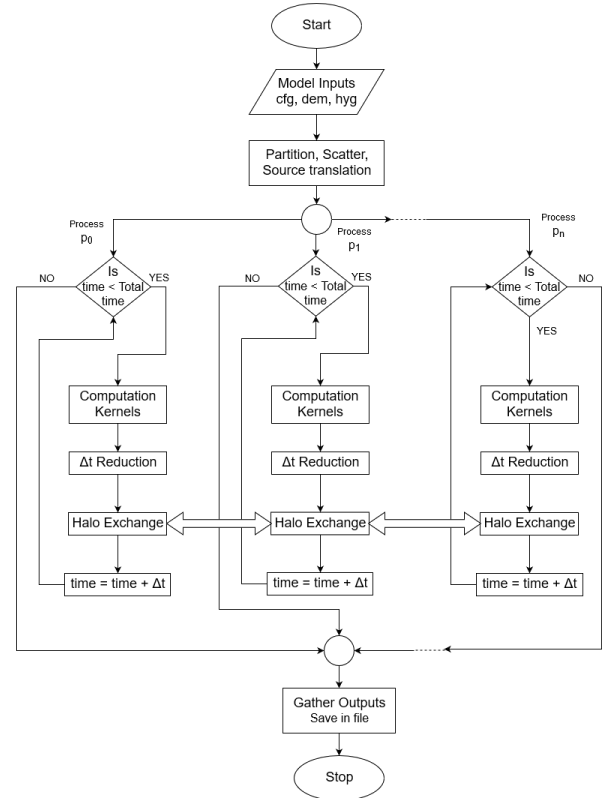 Start
Model Inputs
cfg, dem, hyg
Partition, Scatter,
Source translation
Process
p0
Process
p1
Process
pn
Is
time < Total
time
NO
YES
Is
time < Total
time
NO
YES
Is
time < Total
time
NO
YES
Computation
Kernels
Computation
Kernels
Computation
Kernels
Δt Reduction
Δt Reduction
Δt Reduction
Halo Exchange
Halo Exchange
Halo Exchange
time = time + Δt
time = time + Δt
time = time + Δt
Gather Outputs
Save in file
Stop